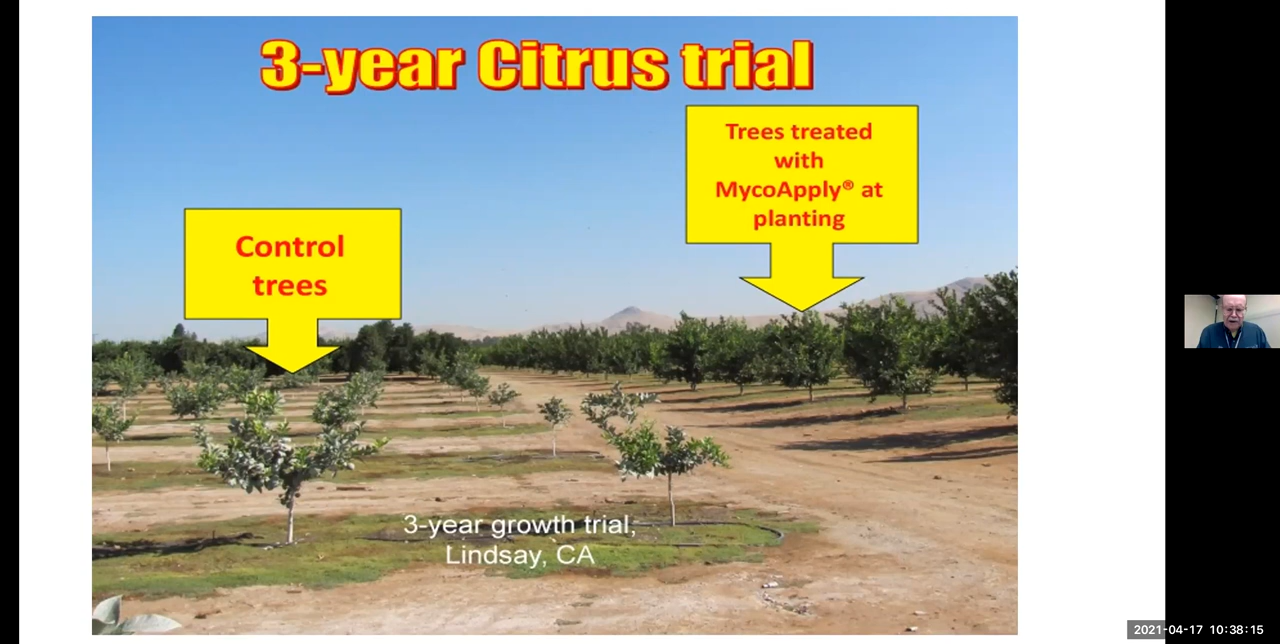 3-year Citrus trial
Trees treated
with
MycoApply® at
planting
Control
trees
3-year growth trial,
Lindsay, CA
2021-04-17 10:38:15